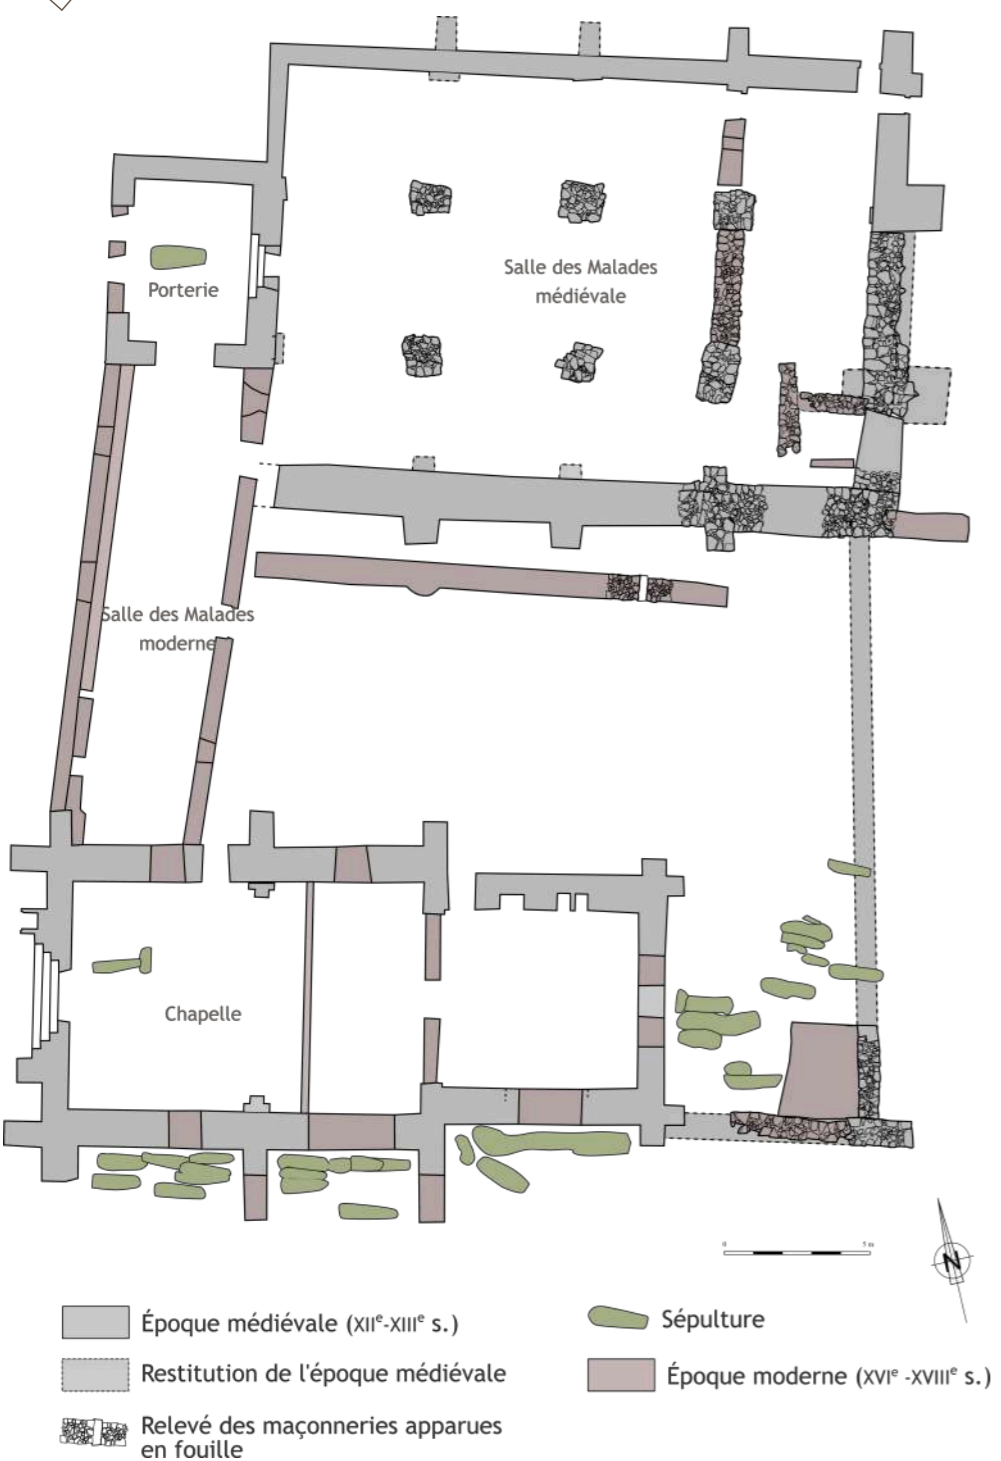 Salle des Malades
médiévale
Porterie
Salle des Malades
moderne
Chapelle
0
5 m
N
Époque médiévale (XIIe-XIIIe s.)
Sépulture
Restitution de l'époque médiévale
Époque moderne (XVIe -XVIIIe s.)
Relevé des maçonneries apparues
en fouille